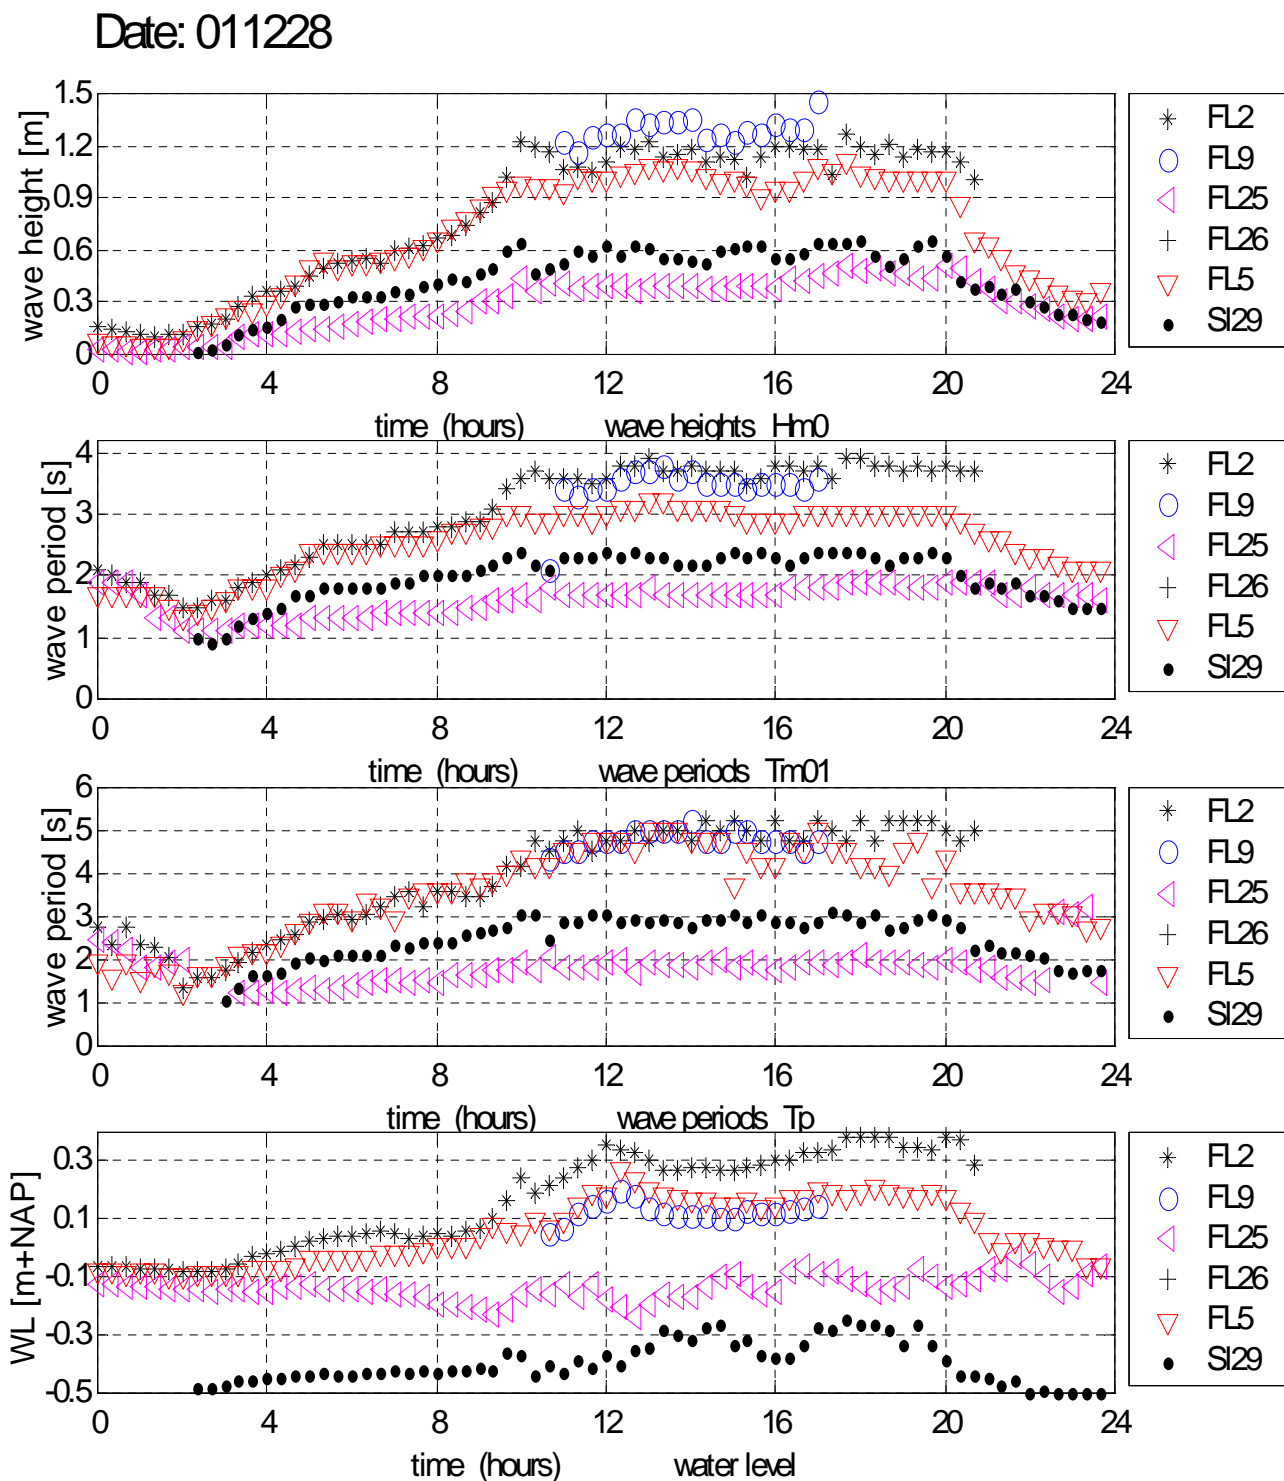 Date: 011228
wave height [m]
1.5
1.2
0.9
0.6
0.3
0
0 4 8 12 16 20 24
time (hours) wave heights Hm0
FL2
FL9
FL25
FL26
FL5
SI29
wave period [s]
4
3
2
1
0
0 4 8 12 16 20 24
time (hours) wave periods Tm01
FL2
FL9
FL25
FL26
FL5
SI29
wave period [s]
6
5
4
3
2
1
0
0 4 8 12 16 20 24
time (hours) wave periods Tp
FL2
FL9
FL25
FL26
FL5
SI29
WL [m+NAP]
0.3
0.1
-0.1
-0.3
-0.5
0 4 8 12 16 20 24
time (hours) water level
FL2
FL9
FL25
FL26
FL5
SI29